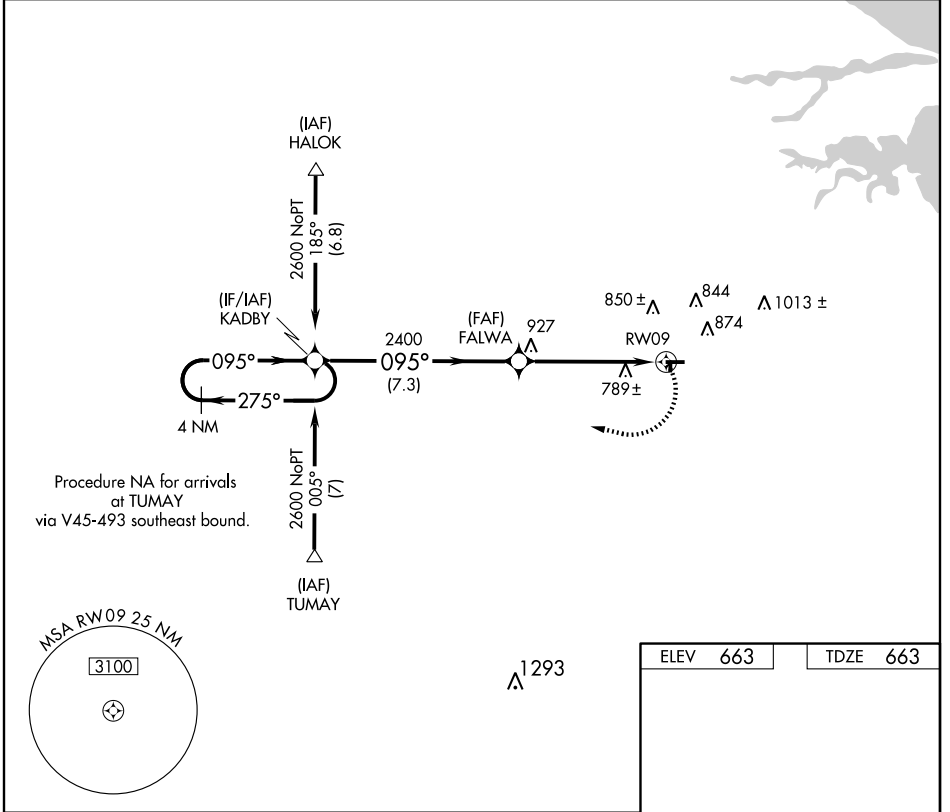 (IAF)
HALOK
2600 NoPT
185°
(6.8)
(IF/IAF)
KADBY
850 ±
844
1013 ±
874
2400
(FAF)
FALWA
927
RW09
095°
095°
(7.3)
789±
275°
4 NM
Procedure NA for arrivals
at TUMAY
via V45-493 southeast bound.
2600 NoPT
005°
(7)
(IAF)
TUMAY
MSA RW09 25 NM
3100
1293
ELEV 663
TDZE 663